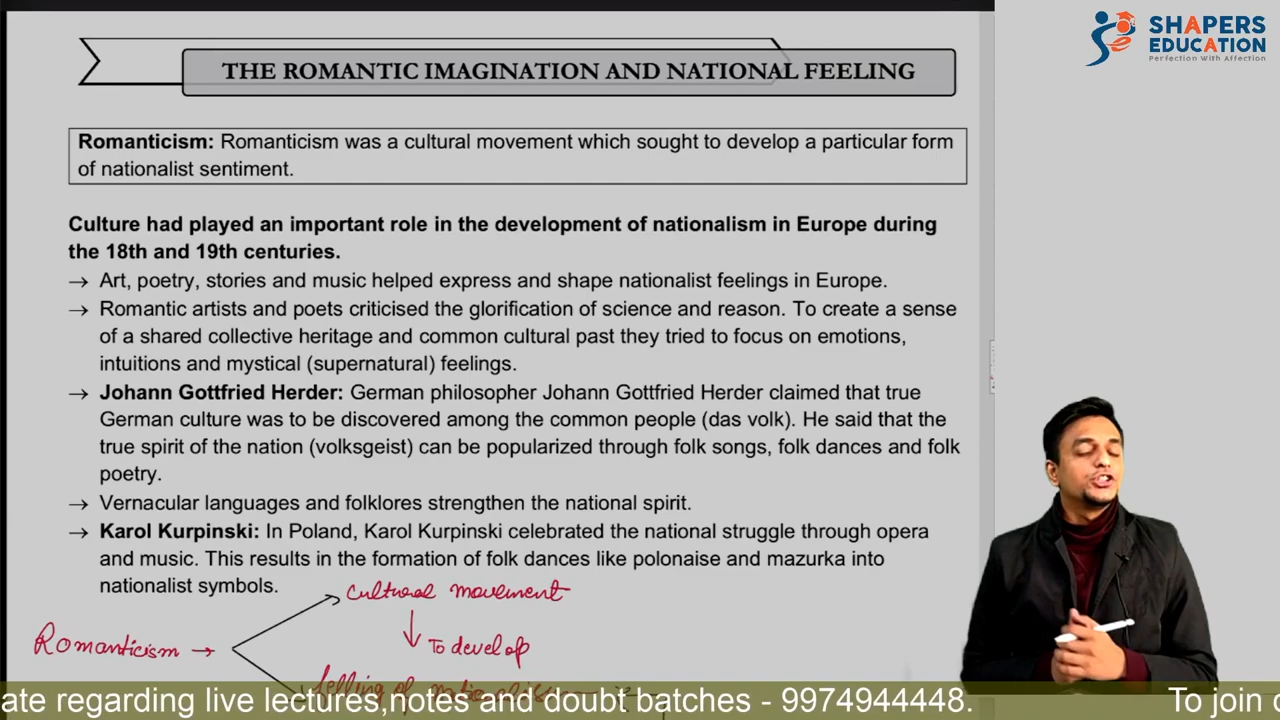 SHAPERS
EDUCATION
Perfection With Affection
THE ROMANTIC IMAGINATION AND NATIONAL FEELING
Romanticism: Romanticism was a cultural movement which sought to develop a particular form
of nationalist sentiment.
Culture had played an important role in the development of nationalism in Europe during
the 18th and 19th centuries.
→ Art, poetry, stories and music helped express and shape nationalist feelings in Europe.
→ Romantic artists and poets criticised the glorification of science and reason. To create a sense
of a shared collective heritage and common cultural past they tried to focus on emotions,
intuitions and mystical (supernatural) feelings.
→ Johann Gottfried Herder: German philosopher Johann Gottfried Herder claimed that true
German culture was to be discovered among the common people (das volk). He said that the
true spirit of the nation (volksgeist) can be popularized through folk songs, folk dances and folk
poetry.
→ Vernacular languages and folklores strengthen the national spirit.
→ Karol Kurpinski: In Poland, Karol Kurpinski celebrated the national struggle through opera
and music. This results in the formation of folk dances like polonaise and mazurka into
nationalist symbols.
Cultural movement
Romanticism →
To develop
ate regarding live lectures,notes and doubt batches - 9974944448. To join